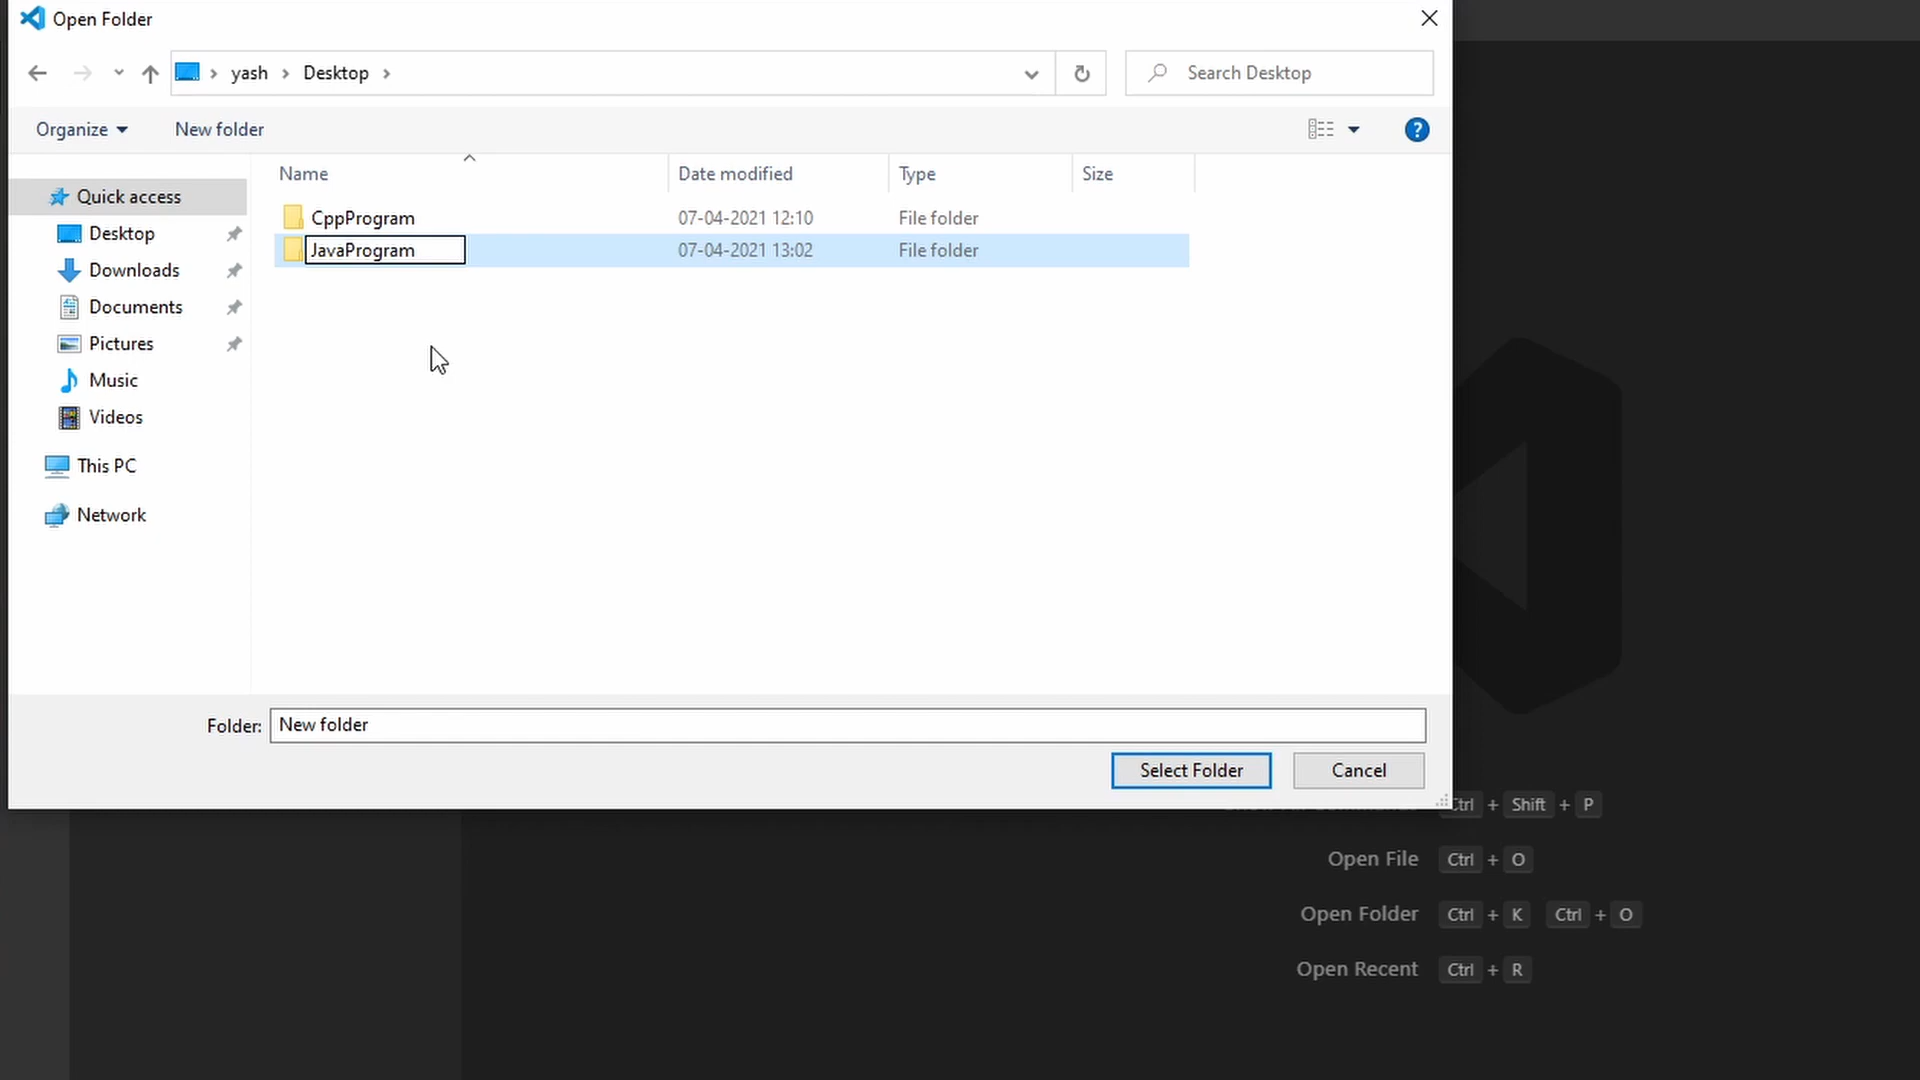 Open Folder
yash Desktop Search Desktop
Organize New folder ?
Name Date modified Type Size
Quick access
Desktop
Downloads
Documents
Pictures
Music
Videos
This PC
Network
CppProgram 07-04-2021 12:10 File folder
JavaProgram 07-04-2021 13:02 File folder
Folder: New folder
Select Folder Cancel
Ctrl + Shift + P
Open File Ctrl + O
Open Folder Ctrl + K Ctrl + O
Open Recent Ctrl + R